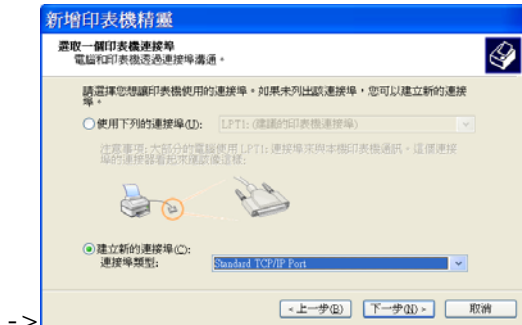 新增印表機精靈
選取一個印表機連接埠
電腦和印表機透過連接埠溝通。
請選擇您想讓印表機使用的連接埠。如果未列出該連接埠，您可以建立新的連接
埠。
使用下列的連接埠(U): LPT1: (建議的印表機連接埠)
注意事項: 大部分的電腦使用 LPT1: 連接埠來與本機印表機通訊。這個連接
埠的連接器看起來應該像這樣:
建立新的連接埠(C):
連接埠類型: Standard TCP/IP Port
<上一步(B) 下一步(N)> 取消
->